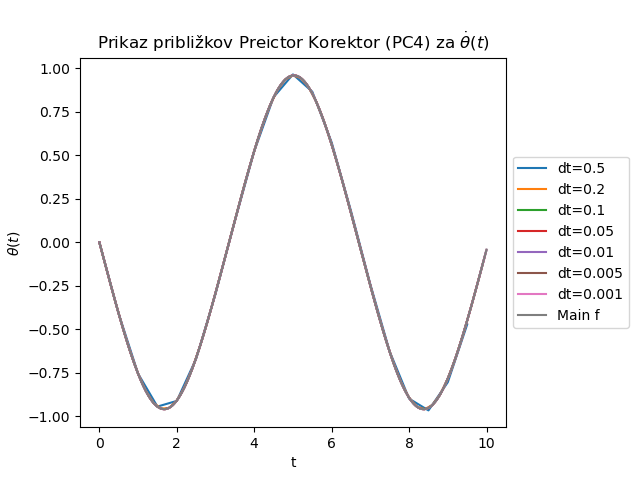 Prikaz približkov Preictor Korektor (PC4) za $\dot{\theta}(t)$
1.00
0.75
0.50
0.25
0.00
−0.25
−0.50
−0.75
−1.00
θ(t)
0 2 4 6 8 10
t
dt=0.5
dt=0.2
dt=0.1
dt=0.05
dt=0.01
dt=0.005
dt=0.001
Main f